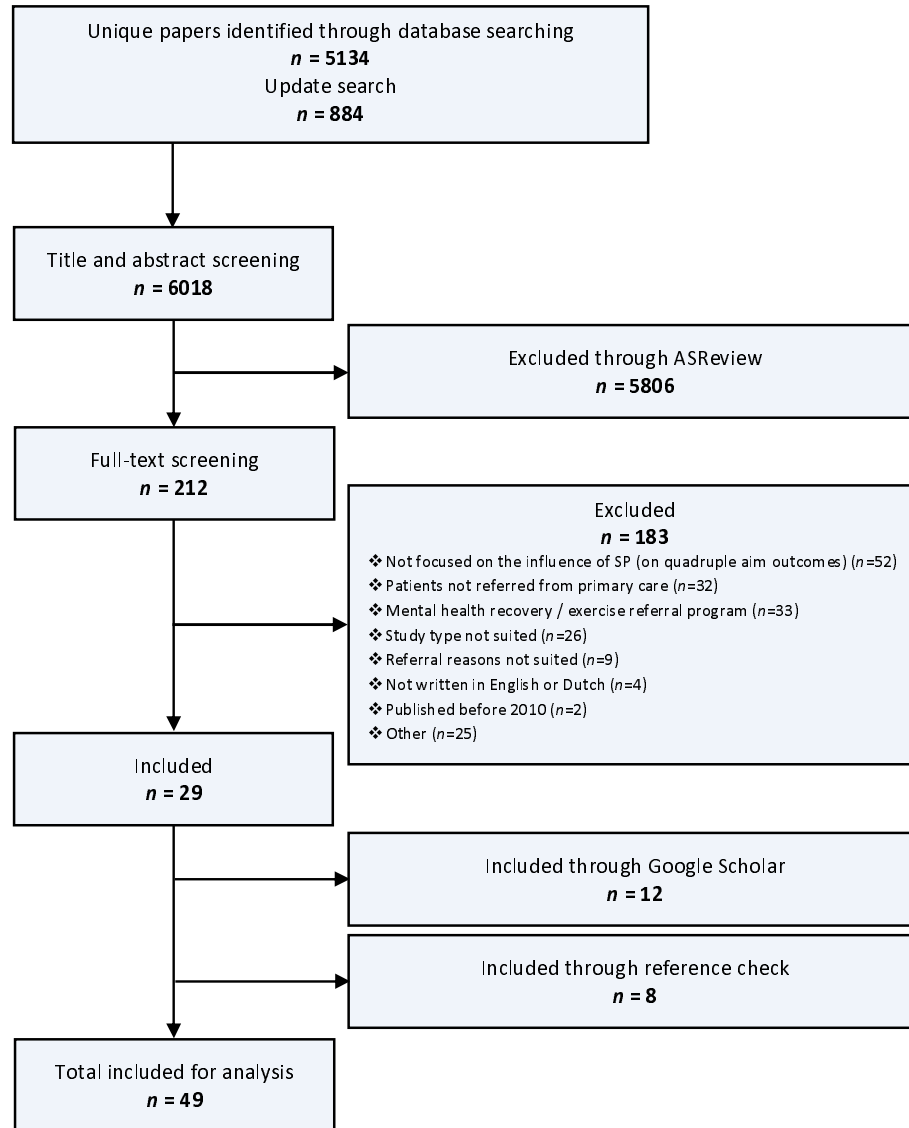 Unique papers identified through database searching
n = 5134
Update search
n = 884
Title and abstract screening
n = 6018
Excluded through ASReview
n = 5806
Full-text screening
n = 212
Excluded
n = 183
❖ Not focused on the influence of SP (on quadruple aim outcomes) (n=52)
❖ Patients not referred from primary care (n=32)
❖ Mental health recovery / exercise referral program (n=33)
❖ Study type not suited (n=26)
❖ Referral reasons not suited (n=9)
❖ Not written in English or Dutch (n=4)
❖ Published before 2010 (n=2)
❖ Other (n=25)
Included
n = 29
Included through Google Scholar
n = 12
Included through reference check
n = 8
Total included for analysis
n = 49